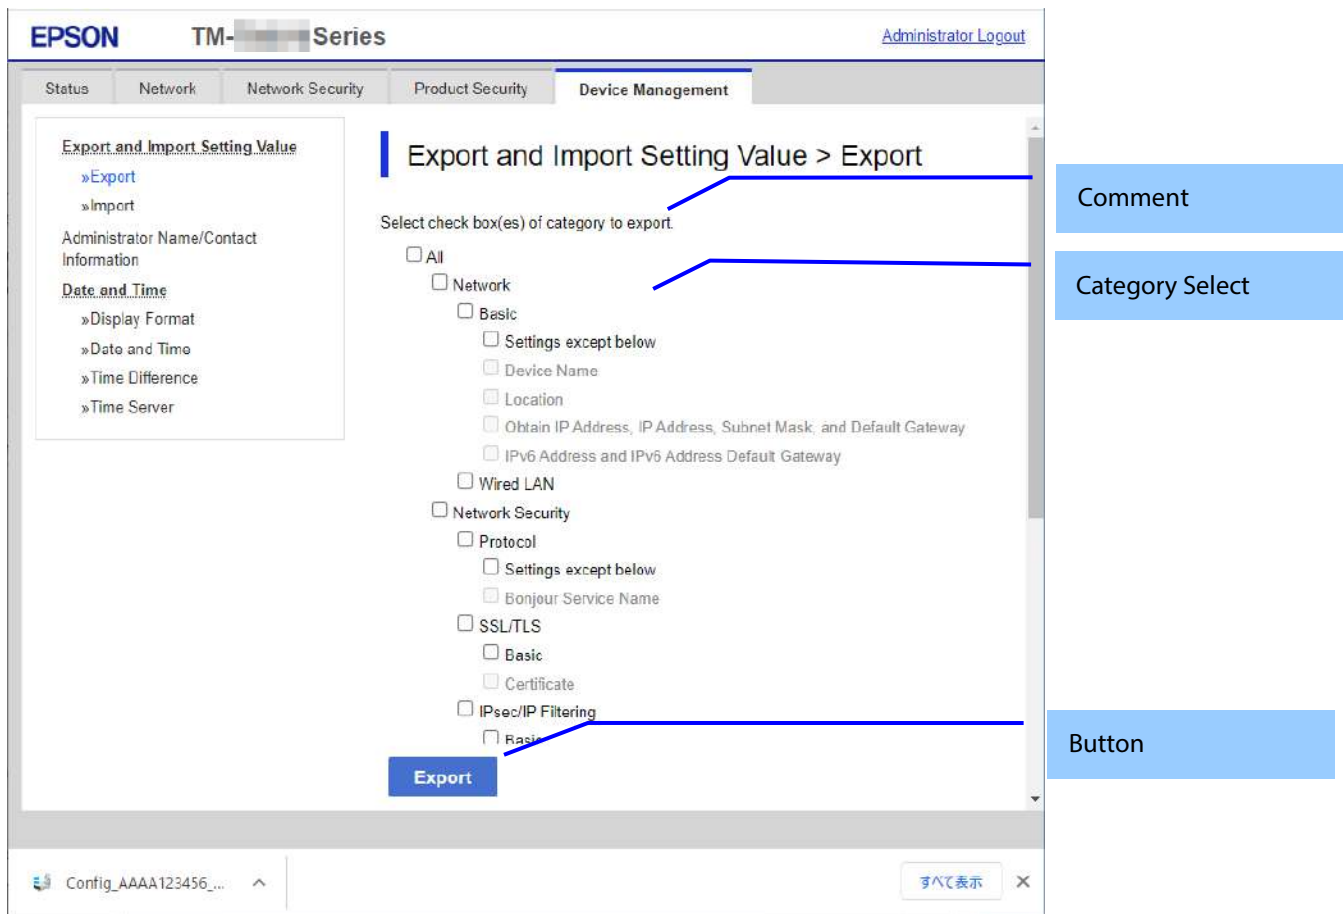 EPSON TM- Series Administrator Logout
Status Network Network Security Product Security Device Management
Export and Import Setting Value
»Export
»Import
Administrator Name/Contact
Information
Date and Time
»Display Format
»Date and Time
»Time Difference
»Time Server
Export and Import Setting Value > Export
Select check box(es) of category to export.
All
Network
Basic
Settings except below
Device Name
Location
Obtain IP Address, IP Address, Subnet Mask, and Default Gateway
IPv6 Address and IPv6 Address Default Gateway
Wired LAN
Network Security
Protocol
Settings except below
Bonjour Service Name
SSL/TLS
Basic
Certificate
IPsec/IP Filtering
Basic
Export
Comment
Category Select
Button
Config_AAAA123456_...
すべて表示